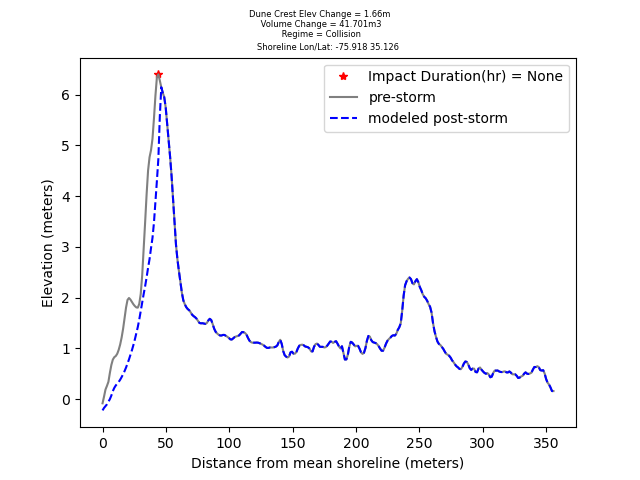 Dune Crest Elev Change = 1.66m
Volume Change = 41.701m3
Regime = Collision
Shoreline Lon/Lat: -75.918 35.126
Impact Duration(hr) = None
pre-storm
modeled post-storm
Elevation (meters)
6
5
4
3
2
1
0
0 50 100 150 200 250 300 350
Distance from mean shoreline (meters)